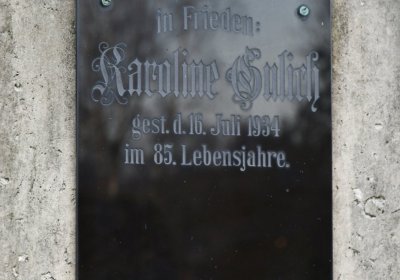 in Frieden:
Karoline Gulich
gest. d. 16. Juli 1934
im 85. Lebensjahre.